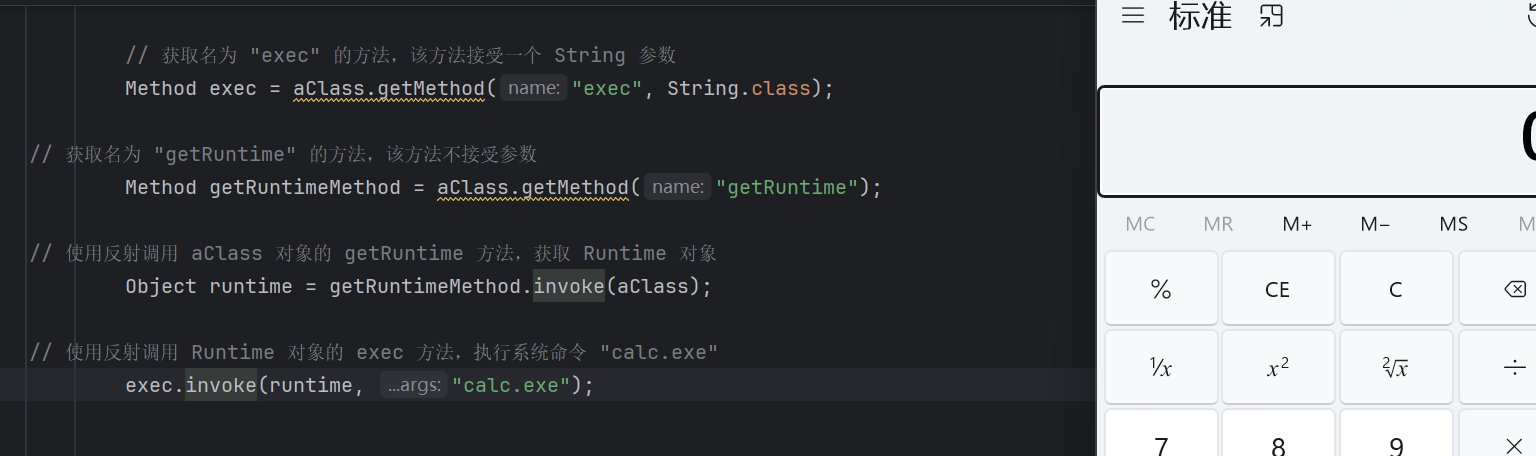 // 获取名为 "exec" 的方法，该方法接受一个 String 参数
Method exec = aClass.getMethod( name: "exec", String.class);
// 获取名为 "getRuntime" 的方法，该方法不接受参数
Method getRuntimeMethod = aClass.getMethod( name: "getRuntime");
// 使用反射调用 aClass 对象的 getRuntime 方法，获取 Runtime 对象
Object runtime = getRuntimeMethod.invoke(aClass);
// 使用反射调用 Runtime 对象的 exec 方法，执行系统命令 "calc.exe"
exec.invoke(runtime, ...args: "calc.exe");
标准
MC MR M+ M− MS
% CE C
¹/x x² ²√x ÷
7 8 9 ×